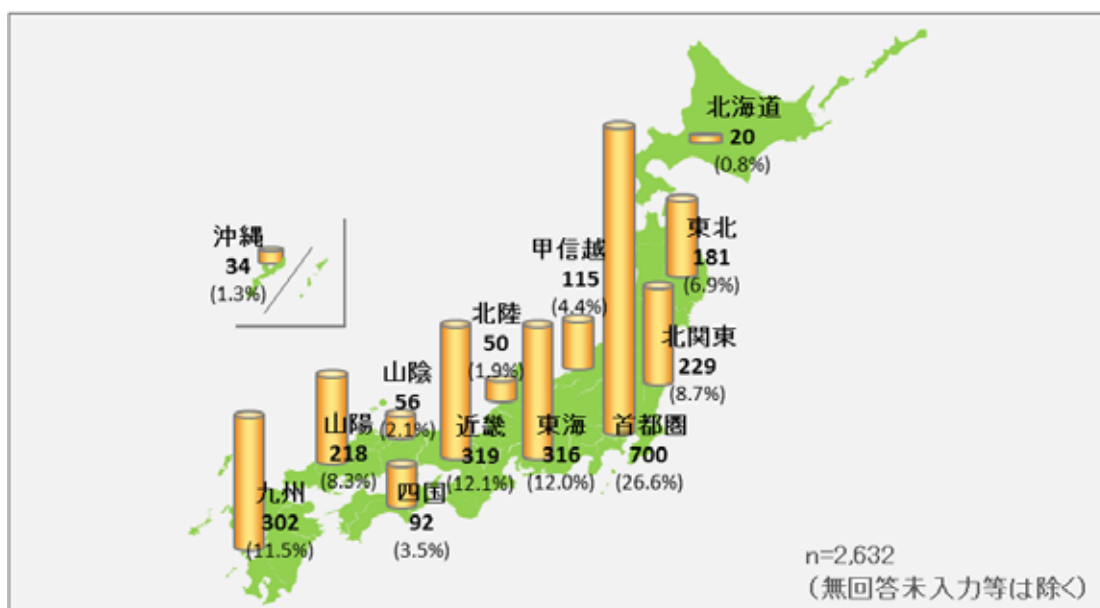 北海道
20
(0.8%)
東北
181
(6.9%)
北関東
229
(8.7%)
首都圏
700
(26.6%)
甲信越
115
(4.4%)
北陸
50
(1.9%)
東海
316
(12.0%)
近畿
319
(12.1%)
山陰
56
(2.1%)
山陽
218
(8.3%)
四国
92
(3.5%)
九州
302
(11.5%)
沖縄
34
(1.3%)
n=2,632
(無回答未入力等は除く)